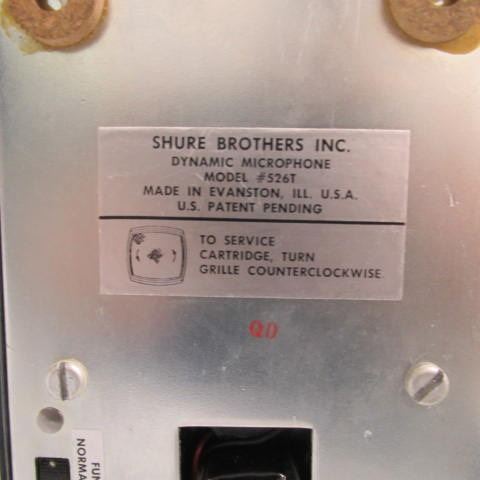 SHURE BROTHERS INC.
DYNAMIC MICROPHONE
MODEL #526T
MADE IN EVANSTON, ILL. U.S.A.
U.S. PATENT PENDING
TO SERVICE
CARTRIDGE, TURN
GRILLE COUNTERCLOCKWISE.
QD